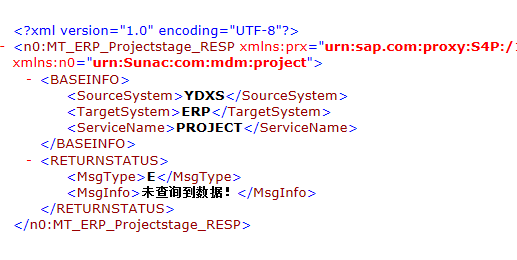 <?xml version="1.0" encoding="UTF-8"?>
- <n0:MT_ERP_Projectstage_RESP xmlns:prx="urn:sap.com:proxy:S4P:/
xmlns:n0="urn:Sunac:com:mdm:project">
- <BASEINFO>
<SourceSystem>YDXS</SourceSystem>
<TargetSystem>ERP</TargetSystem>
<ServiceName>PROJECT</ServiceName>
</BASEINFO>
- <RETURNSTATUS>
<MsgType>E</MsgType>
<MsgInfo>未查询到数据！</MsgInfo>
</RETURNSTATUS>
</n0:MT_ERP_Projectstage_RESP>